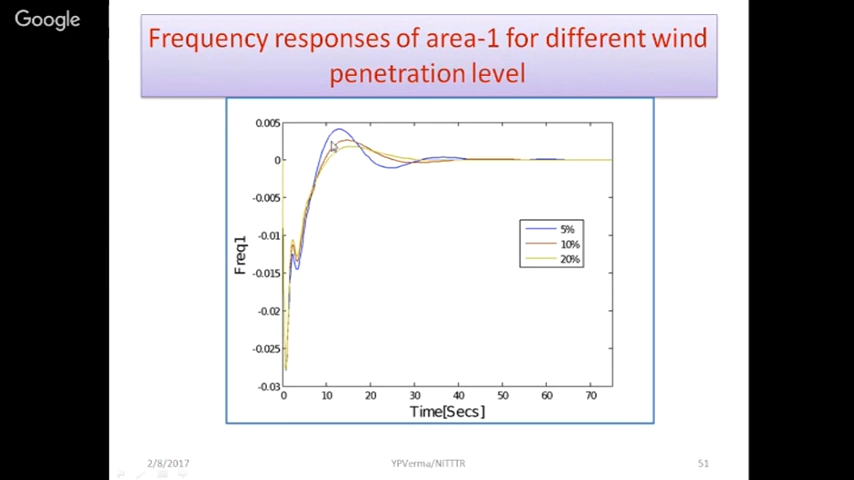 Google
Frequency responses of area-1 for different wind
penetration level
0.005
0
-0.005
-0.01
-0.015
-0.02
-0.025
-0.03
Freq1
5%
10%
20%
0 10 20 30 40 50 60 70
Time[Secs]
2/8/2017 YPVerma/NITTTR 51